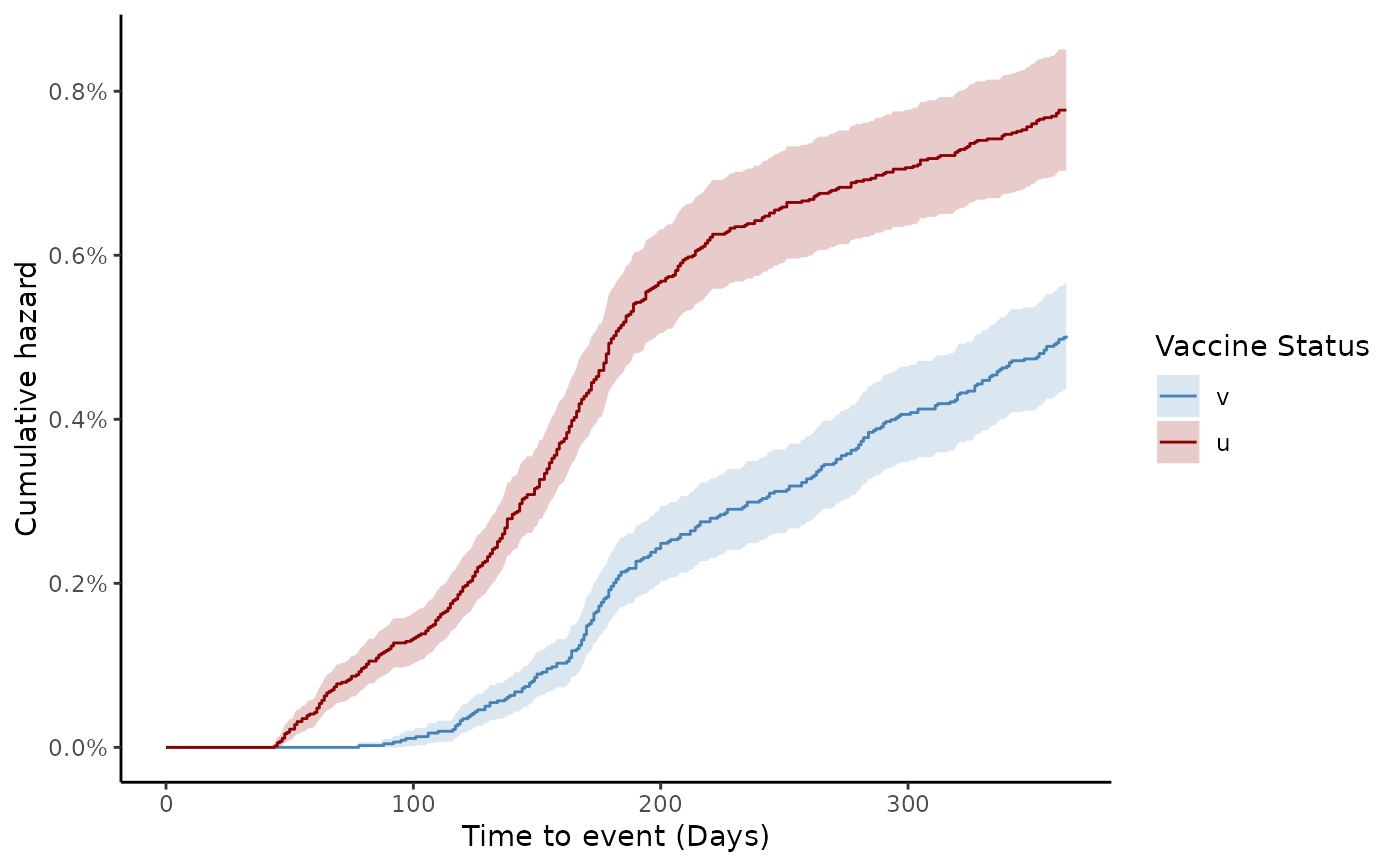 0.8%
0.6%
0.4%
0.2%
0.0%
Cumulative hazard
0
100
200
300
Time to event (Days)
Vaccine Status
v
u